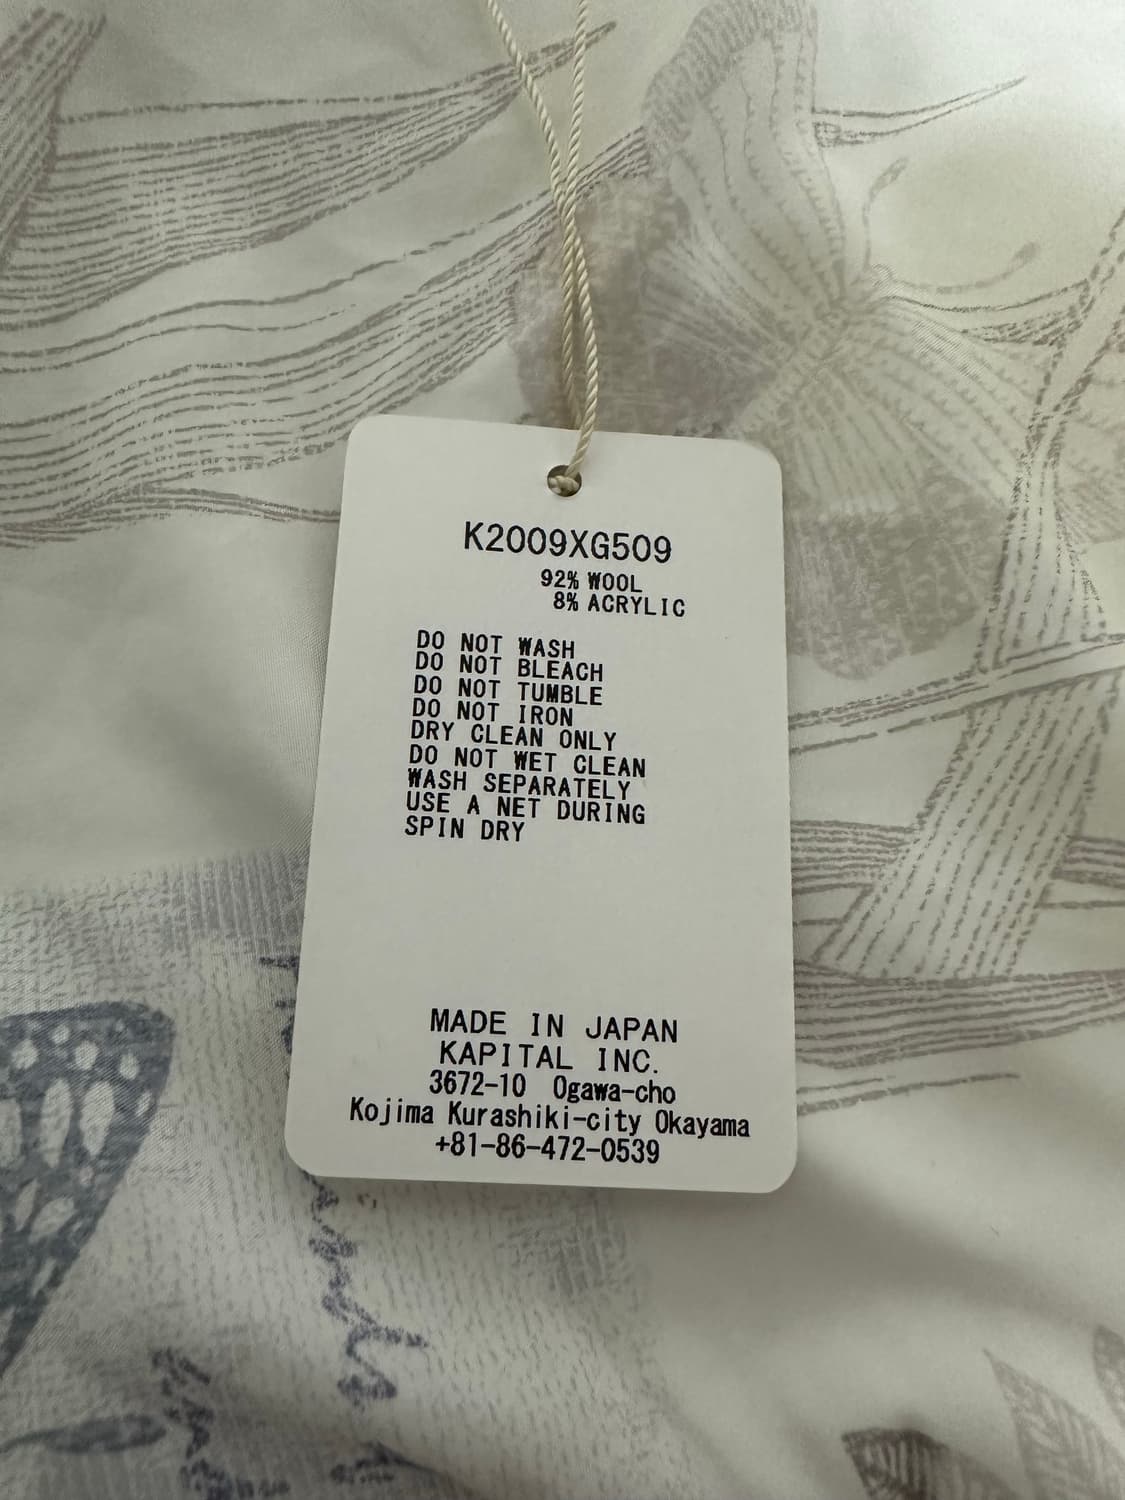 K2009XG509
92% WOOL
8% ACRYLIC
DO NOT WASH
DO NOT BLEACH
DO NOT TUMBLE
DO NOT IRON
DRY CLEAN ONLY
DO NOT WET CLEAN
WASH SEPARATELY
USE A NET DURING
SPIN DRY
MADE IN JAPAN
KAPITAL INC.
3672-10 Ogawa-cho
Kojima Kurashiki-city Okayama
+81-86-472-0539